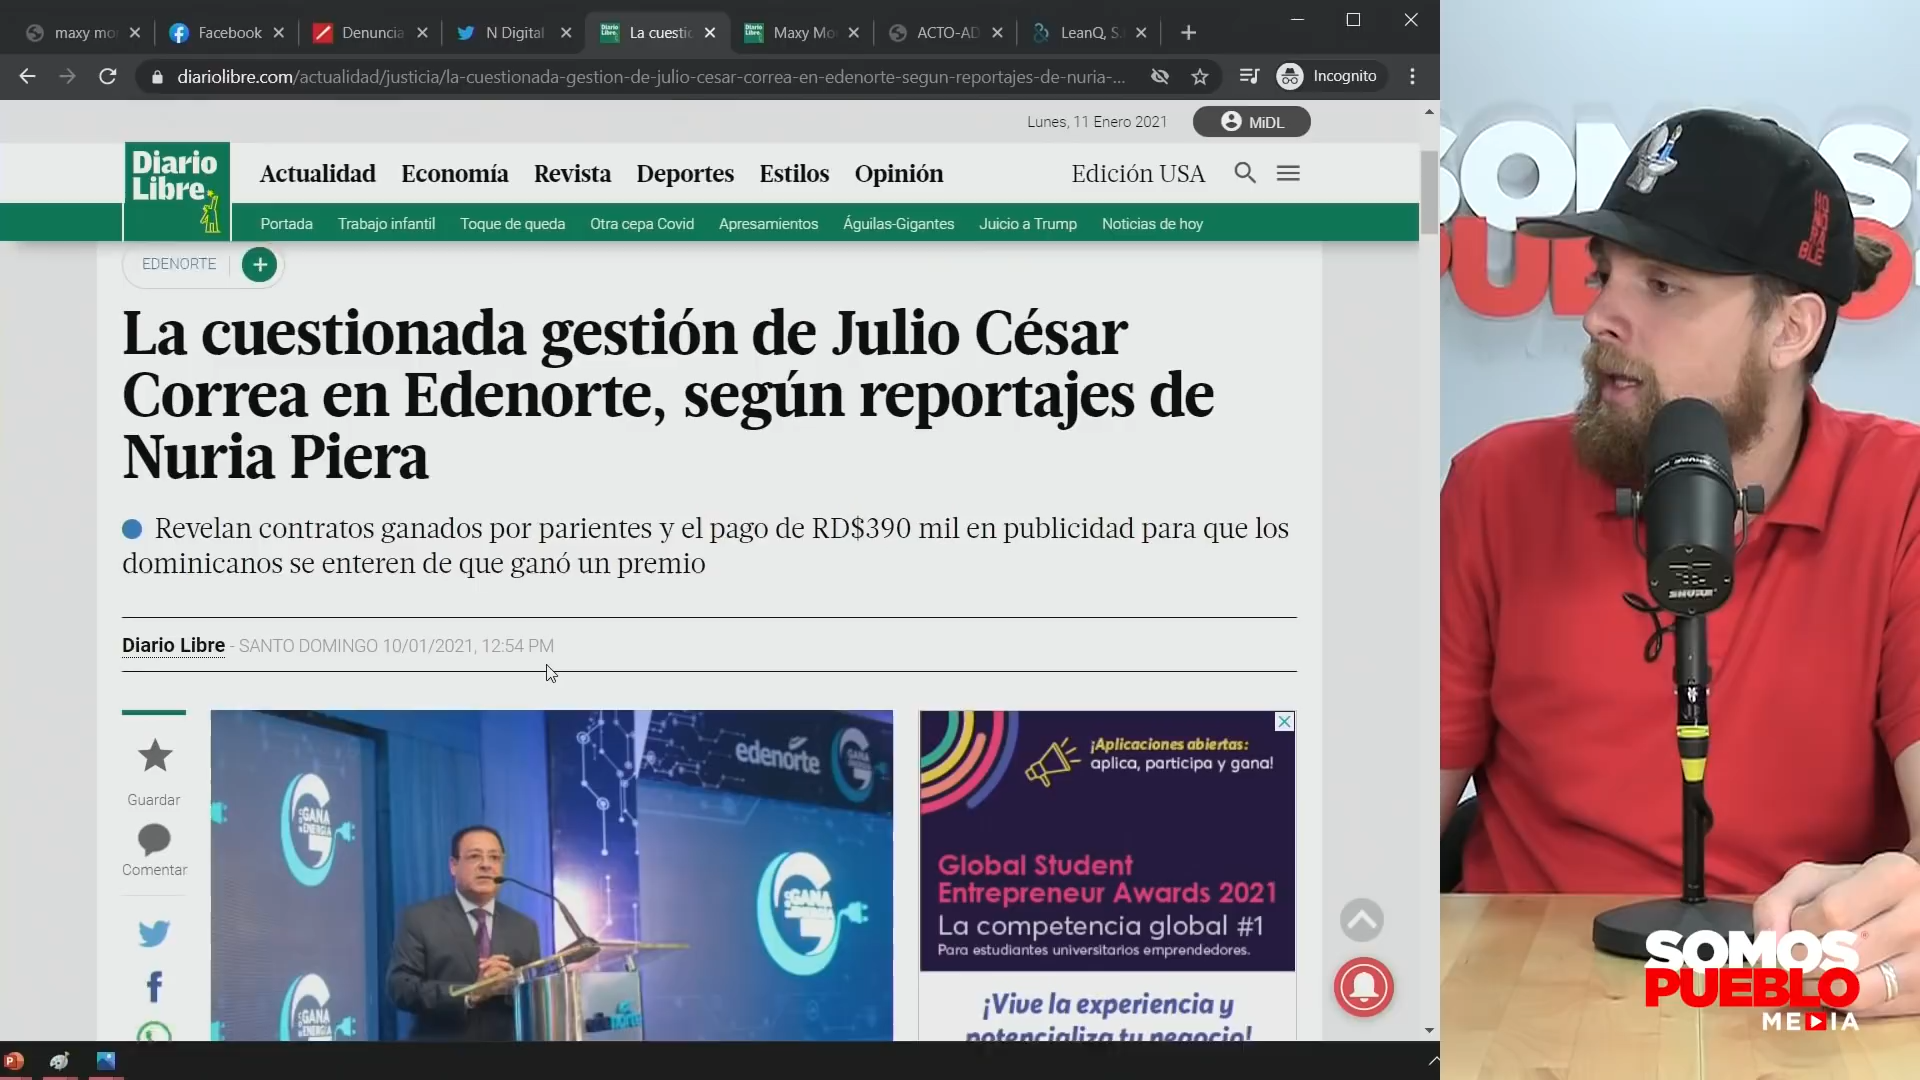 maxy mo
Facebook
Denuncia
N Digital
La cuesti
Maxy Mo
ACTO-AD
LeanQ, S.
diariolibre.com/actualidad/justicia/la-cuestionada-gestion-de-julio-cesar-correa-en-edenorte-segun-reportajes-de-nuria-...
Incognito
Lunes, 11 Enero 2021
MiDL
Diario
Libre
Actualidad Economía Revista Deportes Estilos Opinión
Edición USA
Portada Trabajo infantil Toque de queda Otra cepa Covid Apresamientos Águilas-Gigantes Juicio a Trump Noticias de hoy
EDENORTE
La cuestionada gestión de Julio César
Correa en Edenorte, según reportajes de
Nuria Piera
Revelan contratos ganados por parientes y el pago de RD$390 mil en publicidad para que los
dominicanos se enteren de que ganó un premio
Diario Libre - SANTO DOMINGO 10/01/2021, 12:54 PM
Guardar
Comentar
edenorte
GANA
GANA
¡Aplicaciones abiertas:
aplica, participa y gana!
Global Student
Entrepreneur Awards 2021
La competencia global #1
Para estudiantes universitarios emprendedores.
¡Vive la experiencia y
potencializa tu negocio!
SHURE
SOMOS
PUEBLO
MEDIA